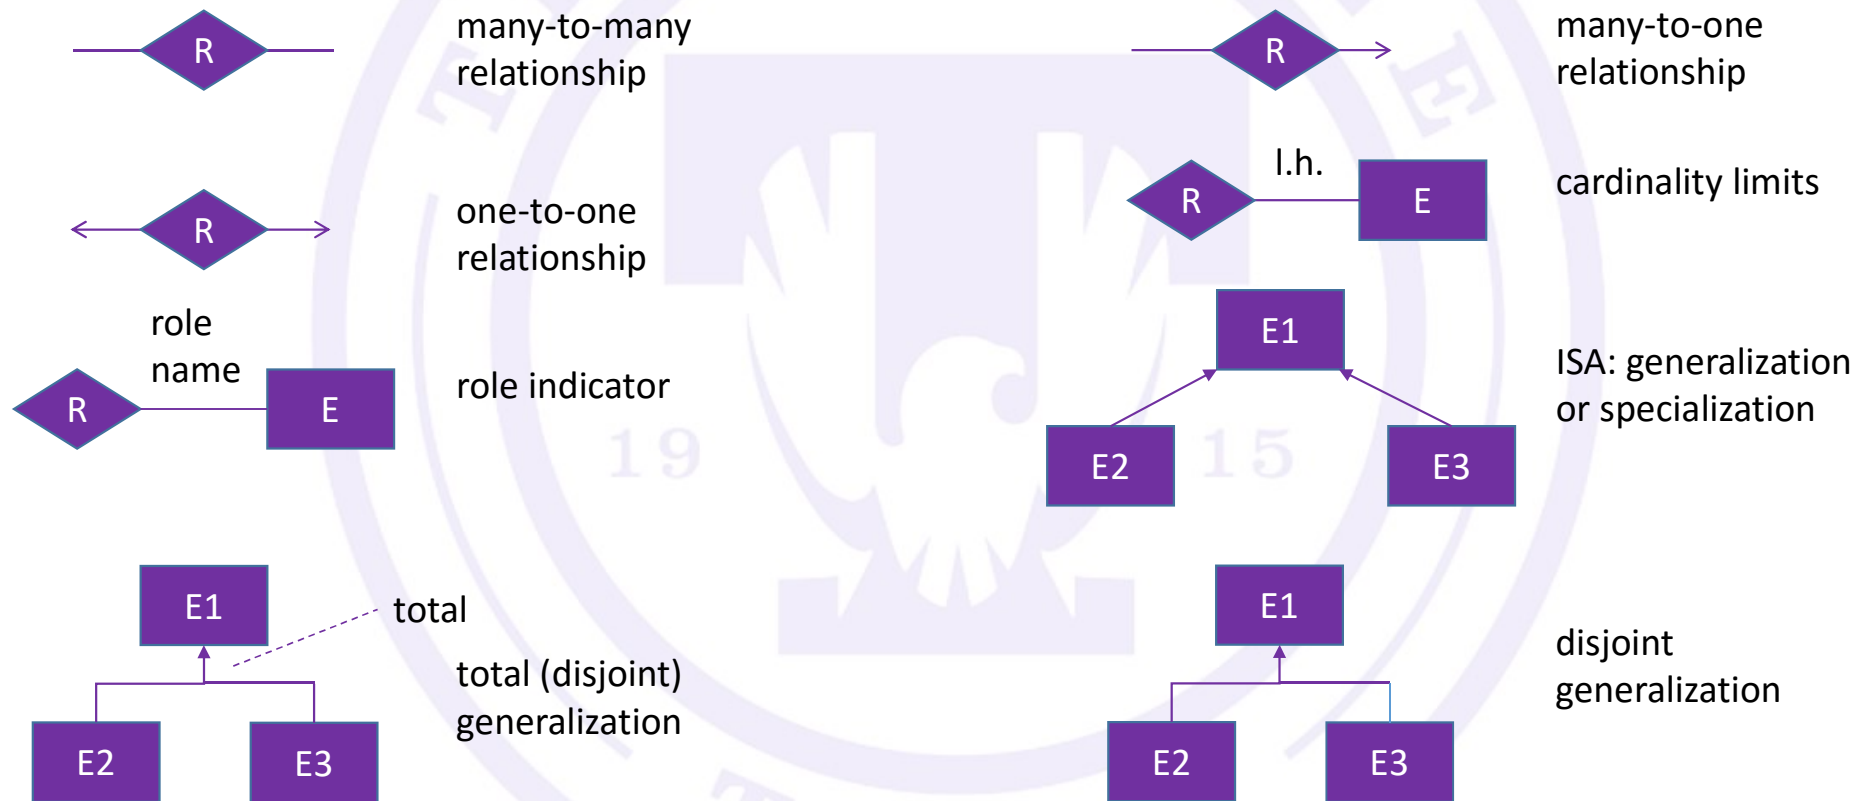 R
many-to-many
relationship
R
many-to-one
relationship
R
one-to-one
relationship
R
l.h.
E
cardinality limits
role
name
R
E
role indicator
E1
E2
E3
ISA: generalization
or specialization
E1
total
E2
E3
total (disjoint)
generalization
E1
E2
E3
disjoint
generalization
19
15
T
E
T